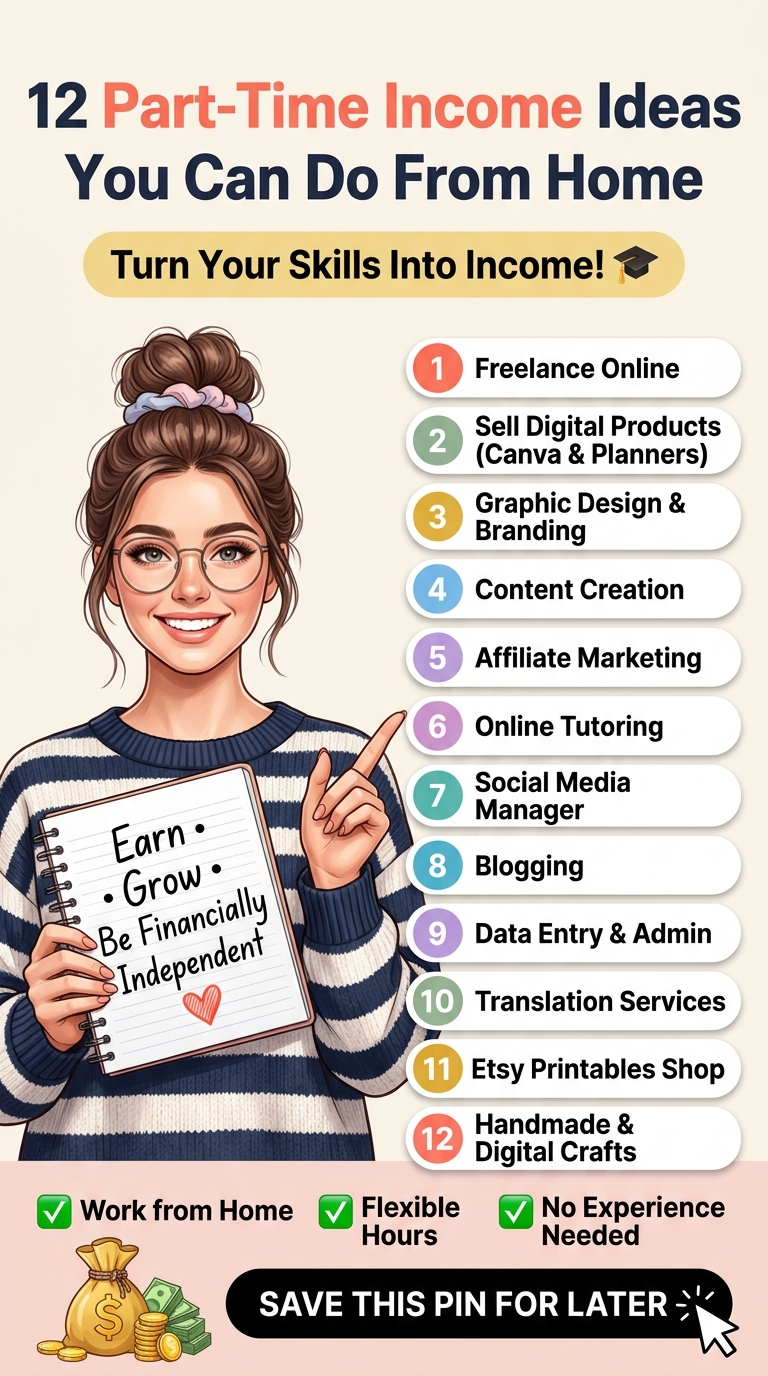 12 Part-Time Income Ideas
You Can Do From Home
Turn Your Skills Into Income!
1 Freelance Online
2 Sell Digital Products
(Canva & Planners)
3 Graphic Design &
Branding
4 Content Creation
5 Affiliate Marketing
6 Online Tutoring
7 Social Media
Manager
8 Blogging
9 Data Entry & Admin
10 Translation Services
11 Etsy Printables Shop
12 Handmade &
Digital Crafts
Earn •
• Grow •
Be Financially
Independent
Work from Home
Flexible
Hours
No Experience
Needed
$
SAVE THIS PIN FOR LATER